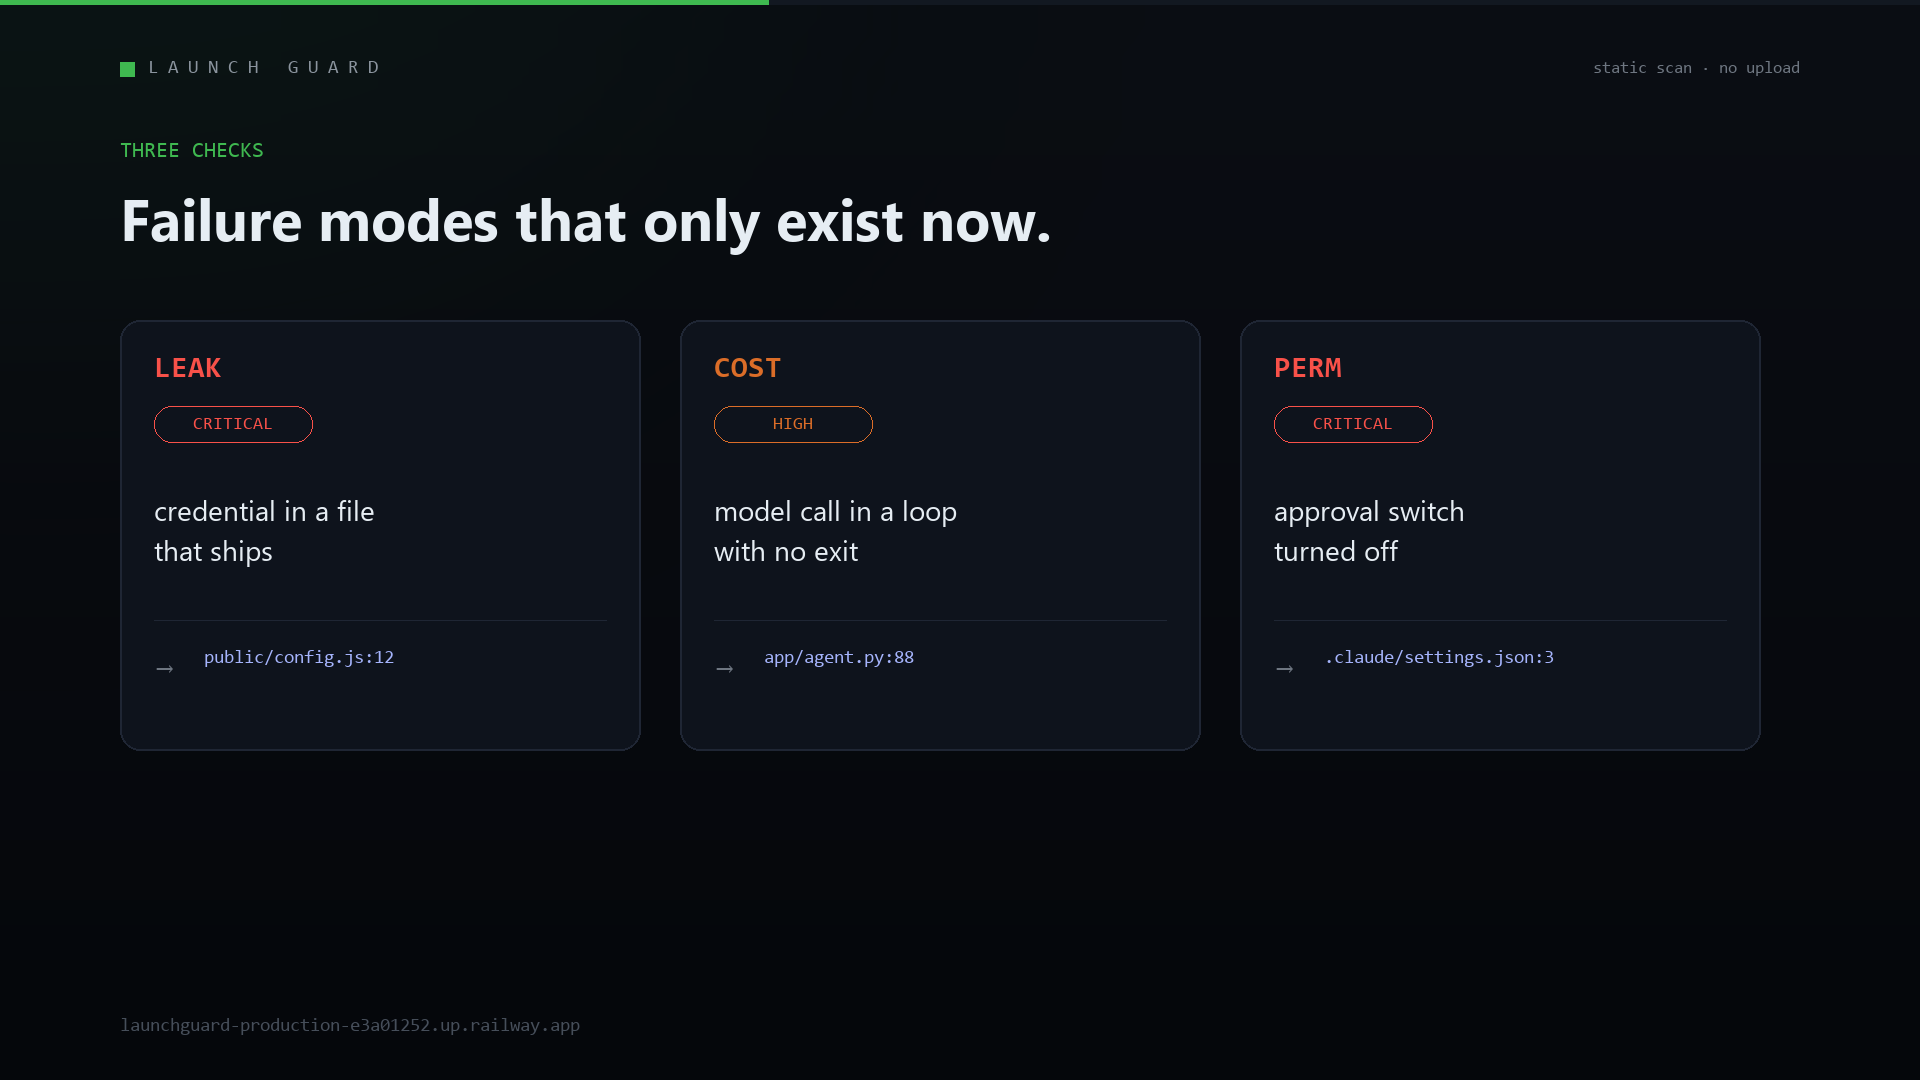 LAUNCH GUARD
static scan · no upload
THREE CHECKS
Failure modes that only exist now.
LEAK
CRITICAL
credential in a file
that ships
→ public/config.js:12
COST
HIGH
model call in a loop
with no exit
→ app/agent.py:88
PERM
CRITICAL
approval switch
turned off
→ .claude/settings.json:3
launchguard-production-e3a01252.up.railway.app